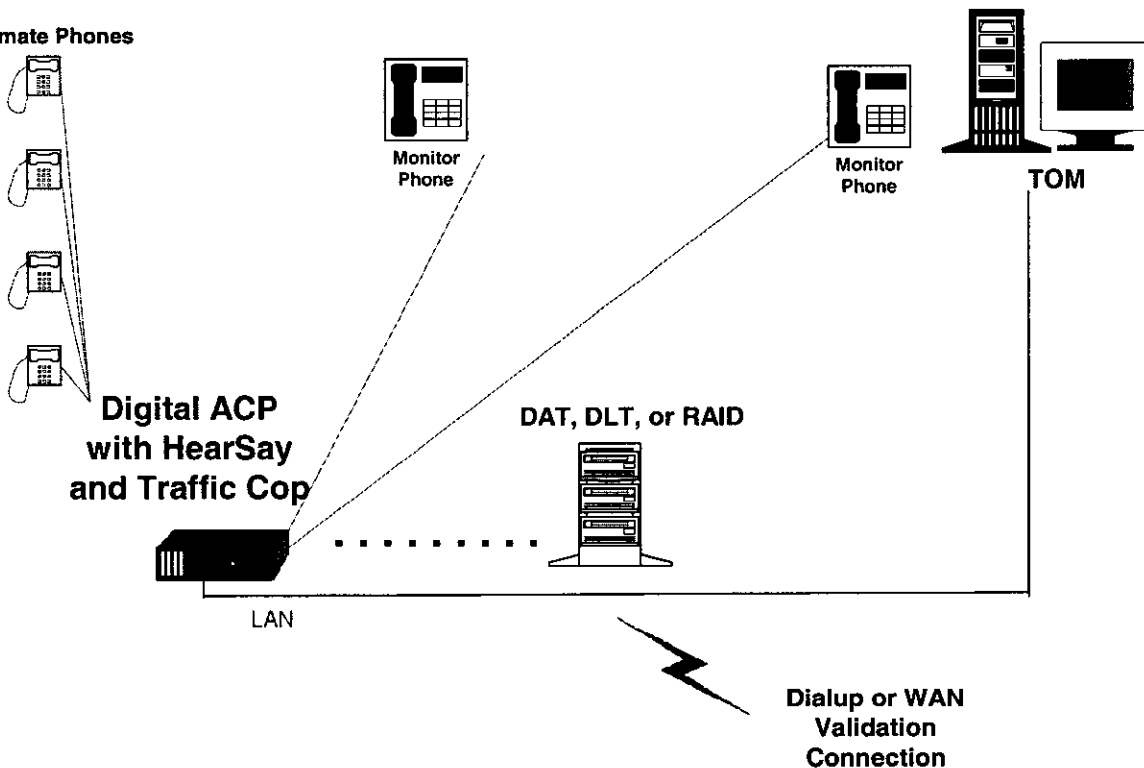 mate Phones
Monitor
Phone
Monitor
Phone
TOM
Digital ACP
with HearSay
and Traffic Cop
DAT, DLT, or RAID
LAN
Dialup or WAN
Validation
Connection